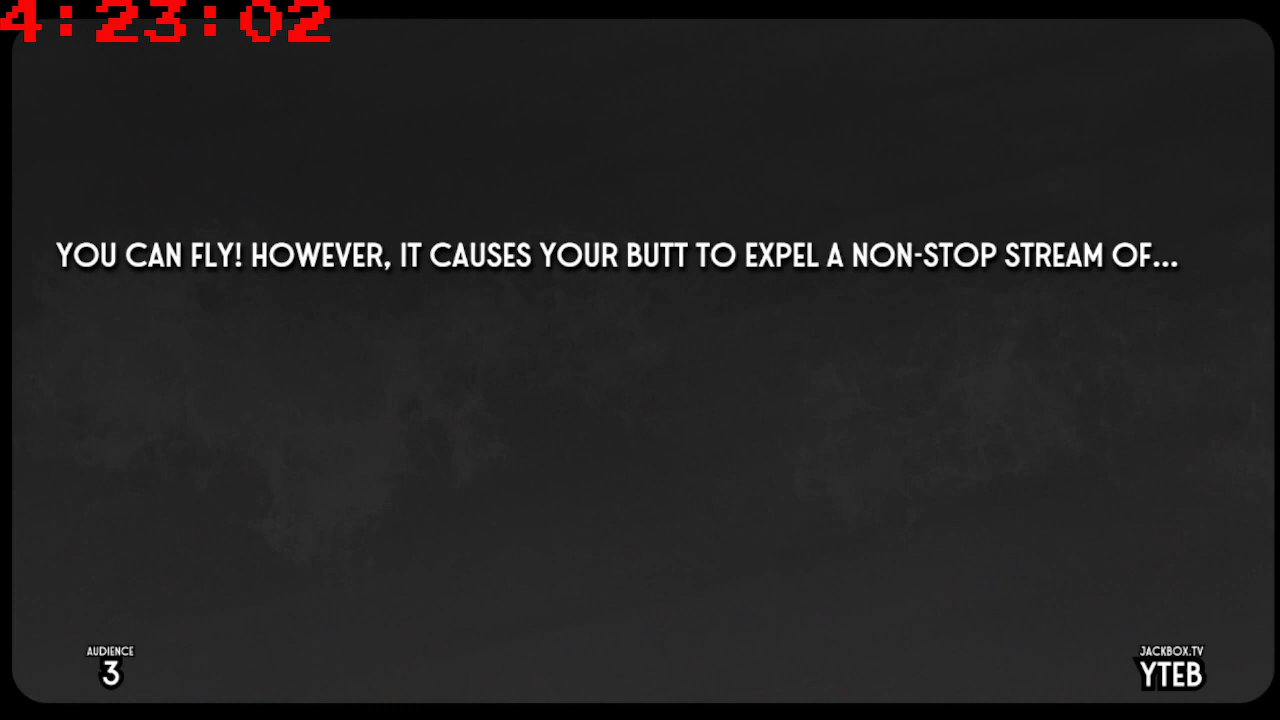 4:23:02
YOU CAN FLY! HOWEVER, IT CAUSES YOUR BUTT TO EXPEL A NON-STOP STREAM OF...
AUDIENCE
3
JACKBOX.TV
YTEB